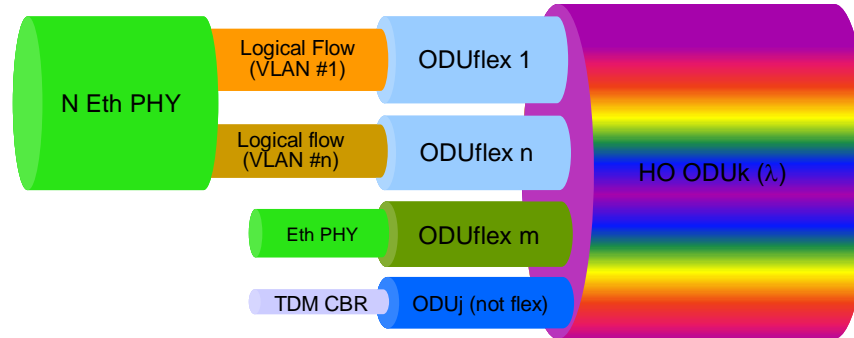 N Eth PHY
Logical Flow
(VLAN #1)
ODUflex 1
Logical flow
(VLAN #n)
ODUflex n
HO ODUk (λ)
Eth PHY
ODUflex m
TDM CBR
ODUj (not flex)